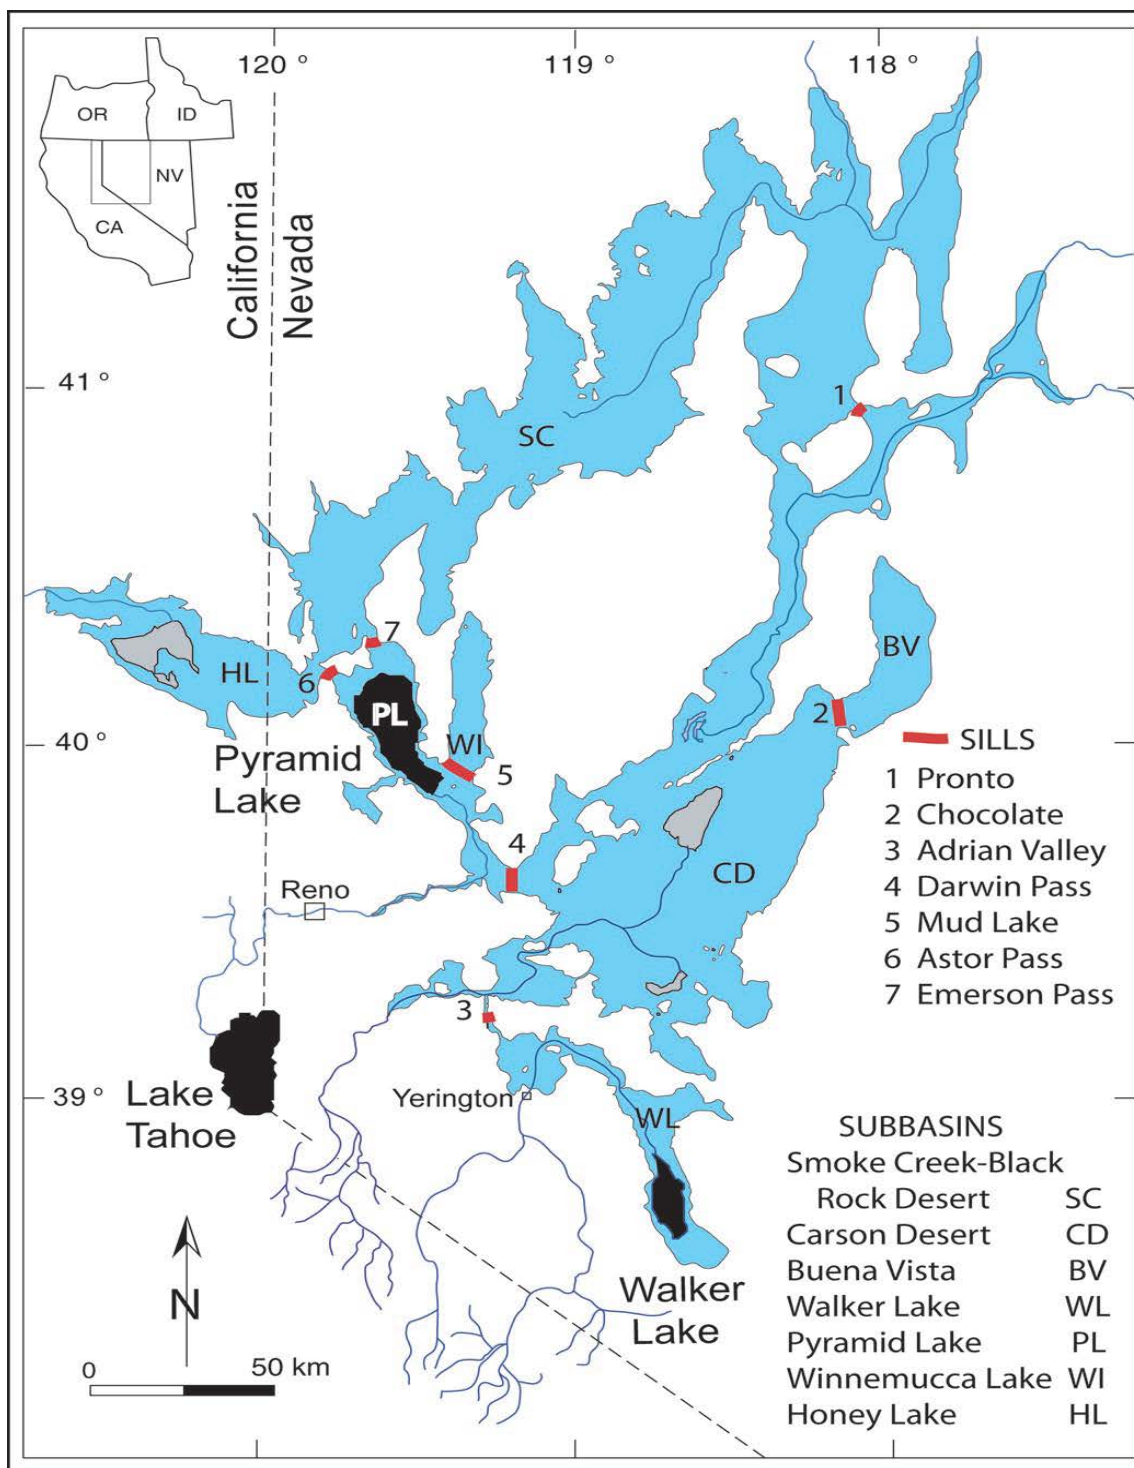 120 °
119 °
118 °
OR
ID
NV
CA
California
Nevada
41 °
1
SC
BV
7
HL
6
PL
2
WI
5
40 °
Pyramid
Lake
SILLS
1 Pronto
2 Chocolate
3 Adrian Valley
4 Darwin Pass
5 Mud Lake
6 Astor Pass
7 Emerson Pass
4
CD
Reno
3
39 °
Lake
Tahoe
Yerington
WL
SUBBASINS
Smoke Creek-Black
Rock Desert SC
Carson Desert CD
Buena Vista BV
Walker Lake WL
Pyramid Lake PL
Winnemucca Lake WI
Honey Lake HL
N
Walker
Lake
0 50 km